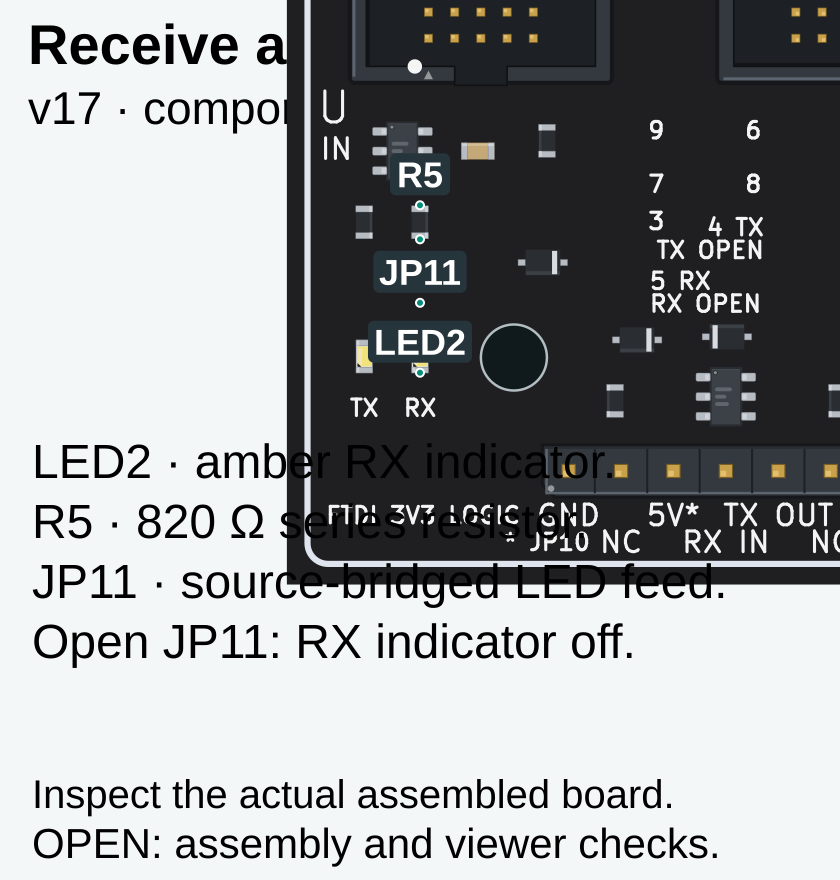 Receive a
v17 · compo
U
IN
R5
9 6
7 8
3 4 TX
TX OPEN
5 RX
RX OPEN
JP11
LED2
TX RX
LED2 · amber RX indicator.
FTDI 3V3 LOGIC GND 5V* TX OUT
R5 · 820 Ω series resistor.
* JP10 NC RX IN
JP11 · source-bridged LED feed.
Open JP11: RX indicator off.
Inspect the actual assembled board.
OPEN: assembly and viewer checks.